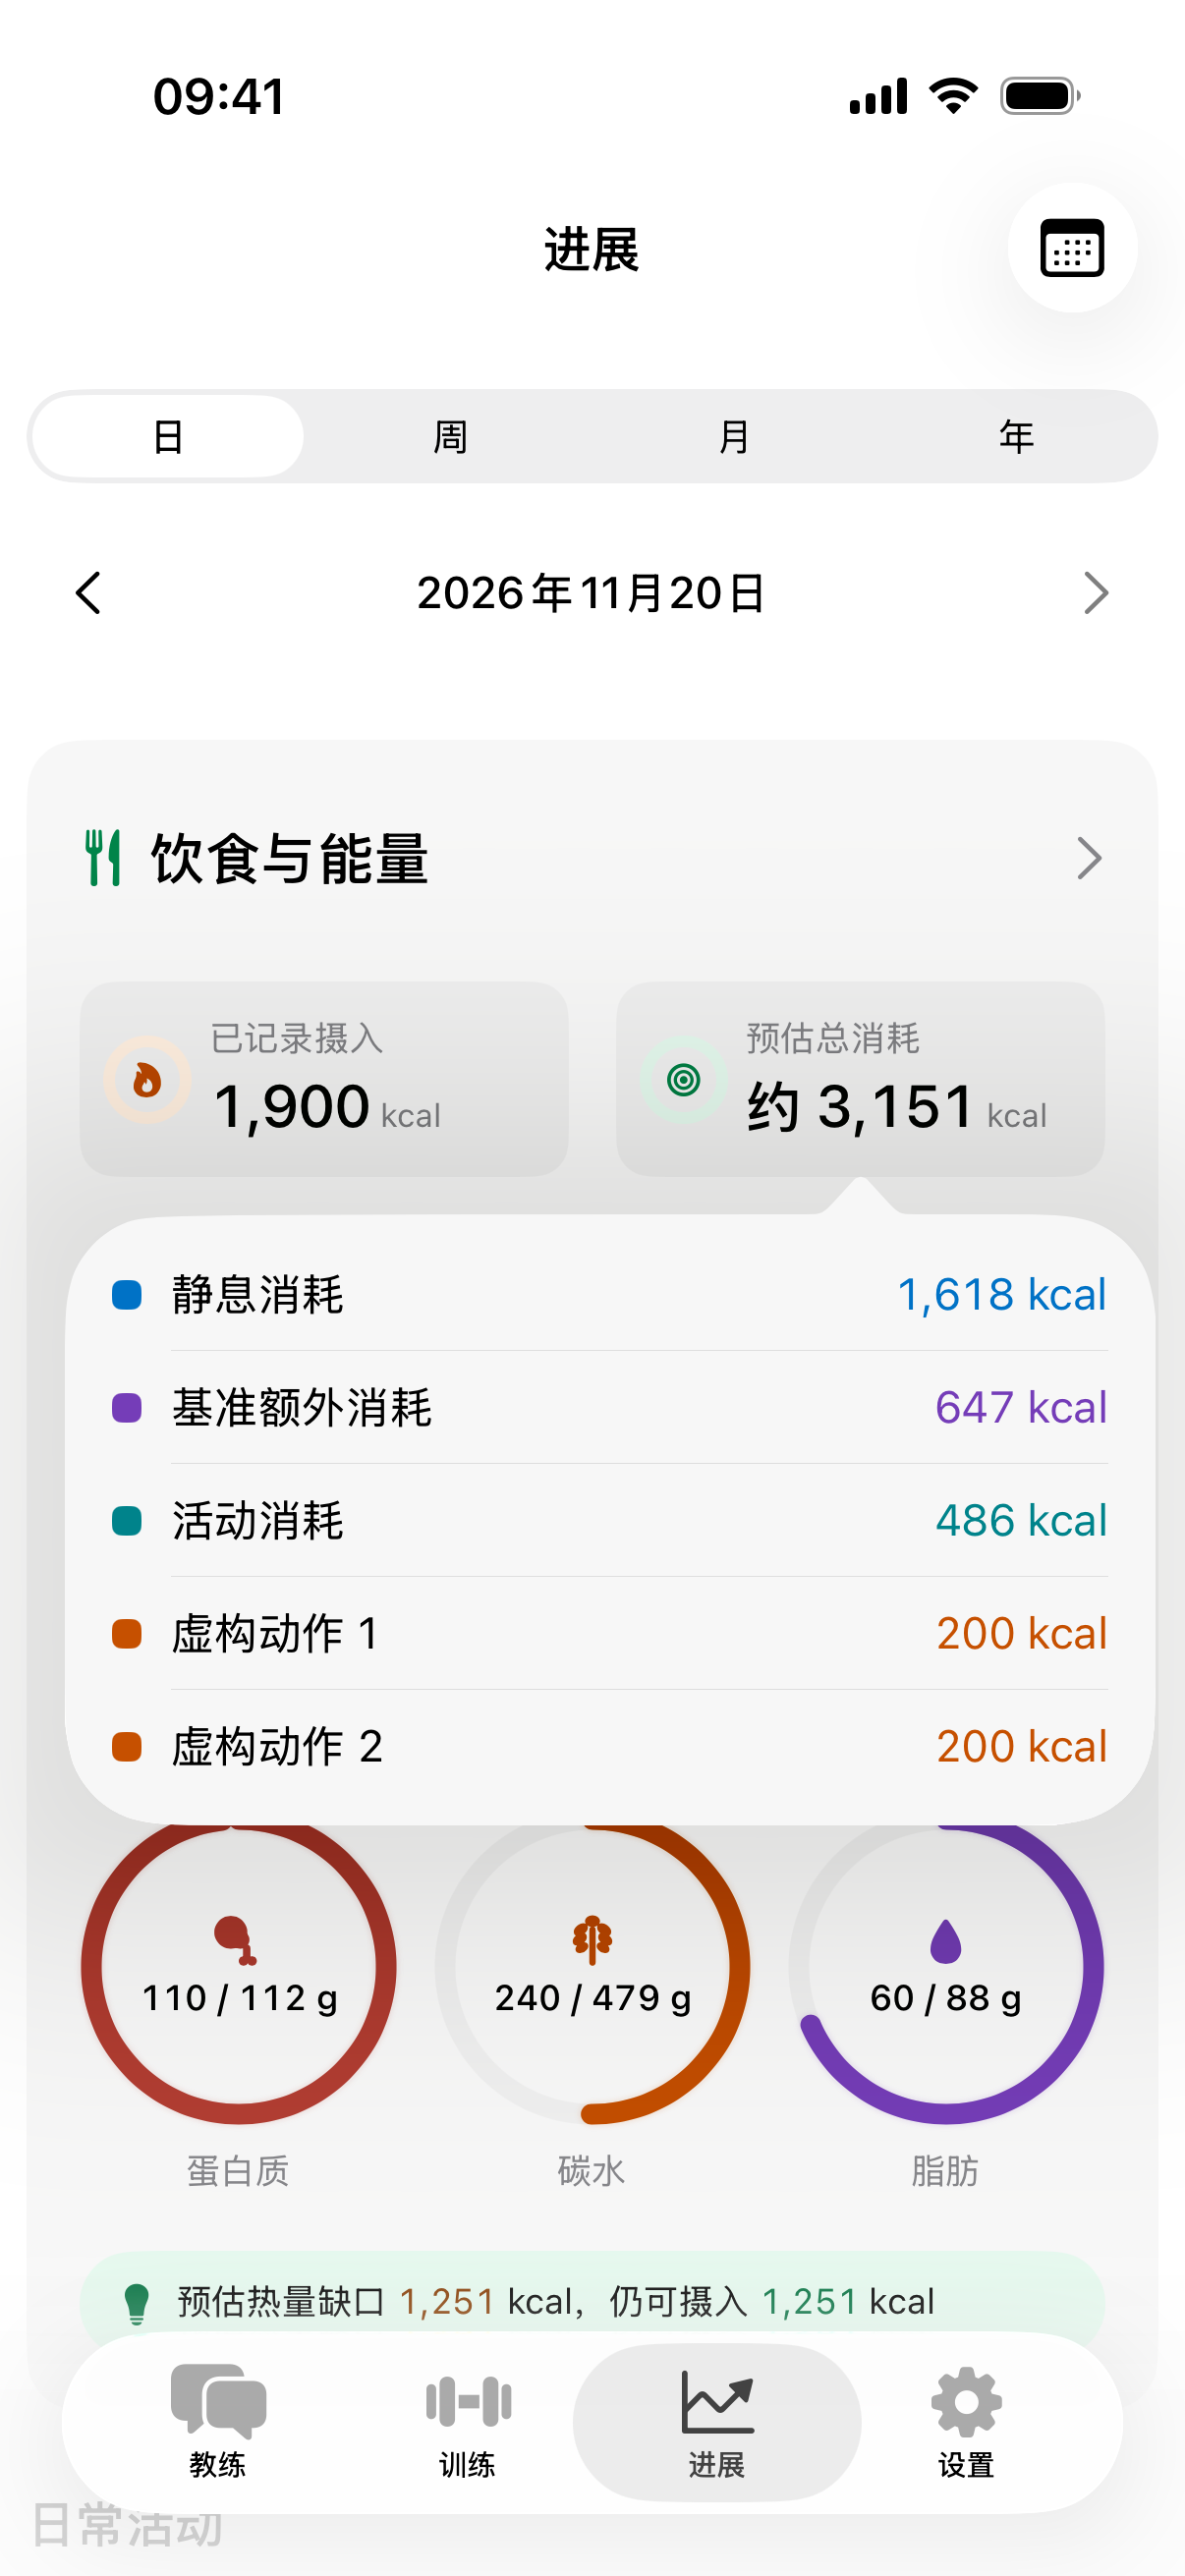 09:41
进展
日 周 月 年
2026年11月20日
饮食与能量
已记录摄入
1,900 kcal
预估总消耗
约 3,151 kcal
静息消耗 1,618 kcal
基准额外消耗 647 kcal
活动消耗 486 kcal
虚构动作 1 200 kcal
虚构动作 2 200 kcal
110 / 112 g
240 / 479 g
60 / 88 g
蛋白质
碳水
脂肪
预估热量缺口 1,251 kcal，仍可摄入 1,251 kcal
教练
训练
进展
设置
日常活动